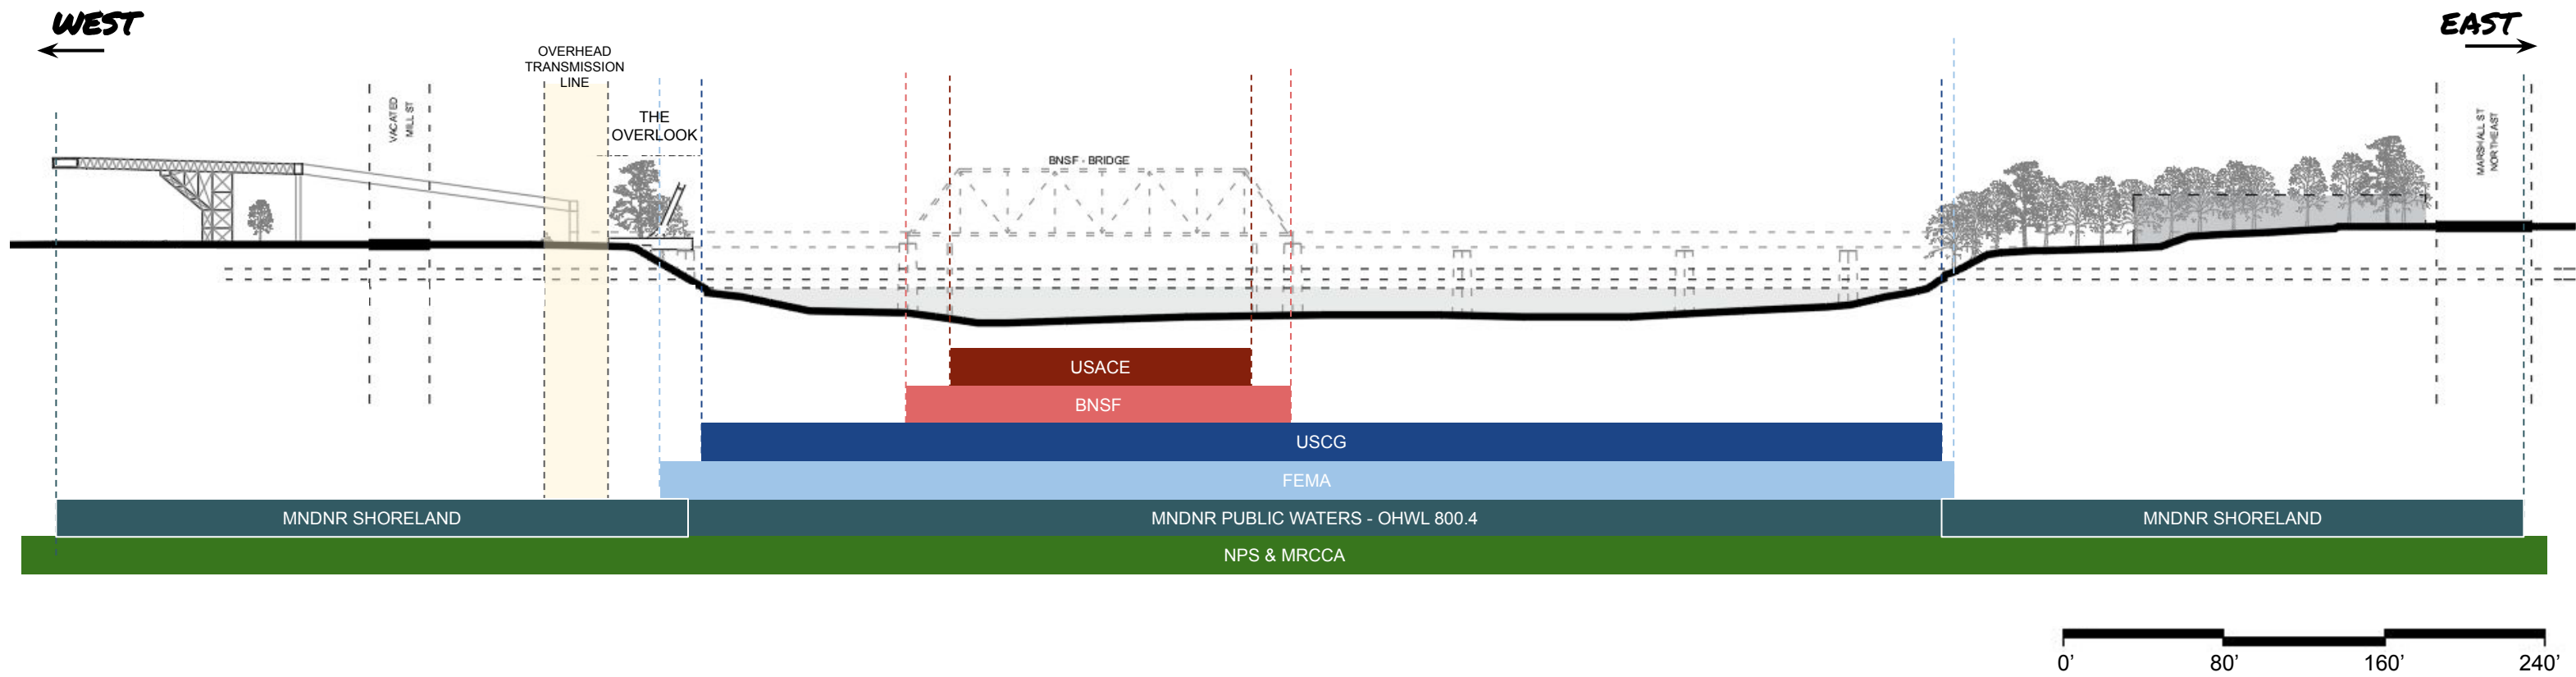 WEST
EAST
OVERHEAD
TRANSMISSION
LINE
VACATED
MILL ST
THE
OVERLOOK
BNSF - BRIDGE
MARSHALL ST
NORTHEAST
USACE
BNSF
USCG
FEMA
MNDNR SHORELAND
MNDNR PUBLIC WATERS - OHWL 800.4
MNDNR SHORELAND
NPS & MRCCA
0’
80’
160’
240’